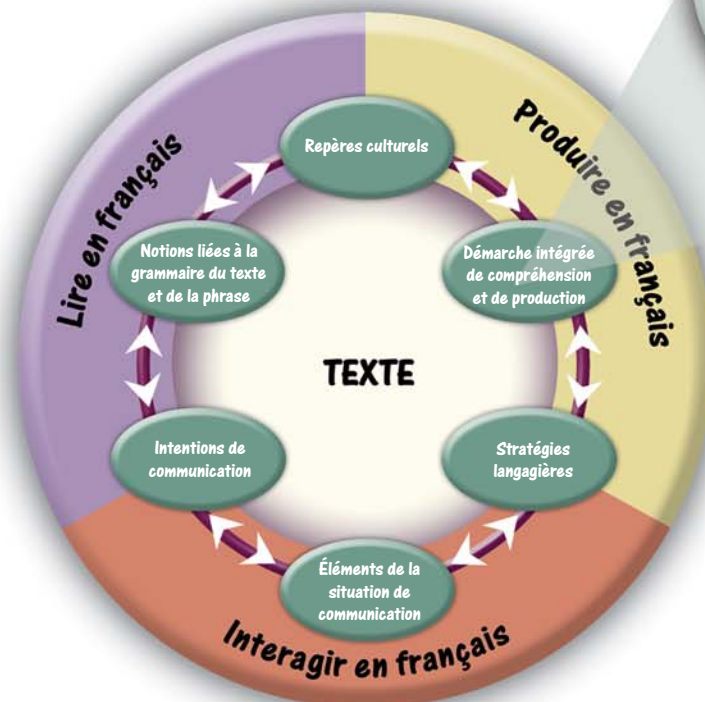 Lire en français
Produire en français
Repères culturels
Notions liées à la
grammaire du texte
et de la phrase
Démarche intégrée
de compréhension
et de production
TEXTE
Intentions de
communication
Stratégies
langagières
Éléments de la
situation de
communication
Interagir en français